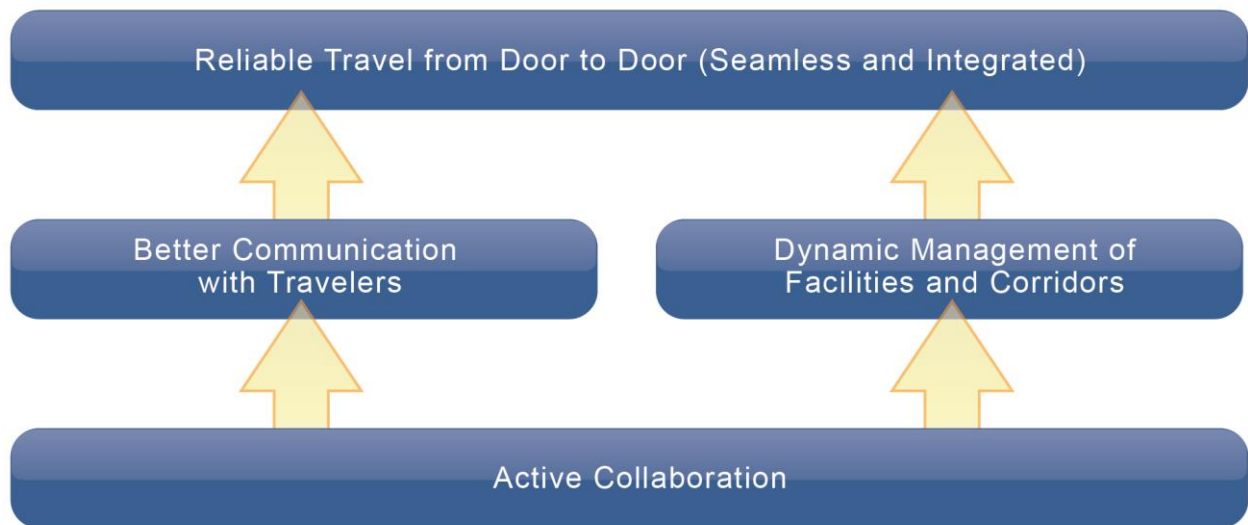 Reliable Travel from Door to Door (Seamless and Integrated)
Better Communication
with Travelers
Dynamic Management of
Facilities and Corridors
Active Collaboration